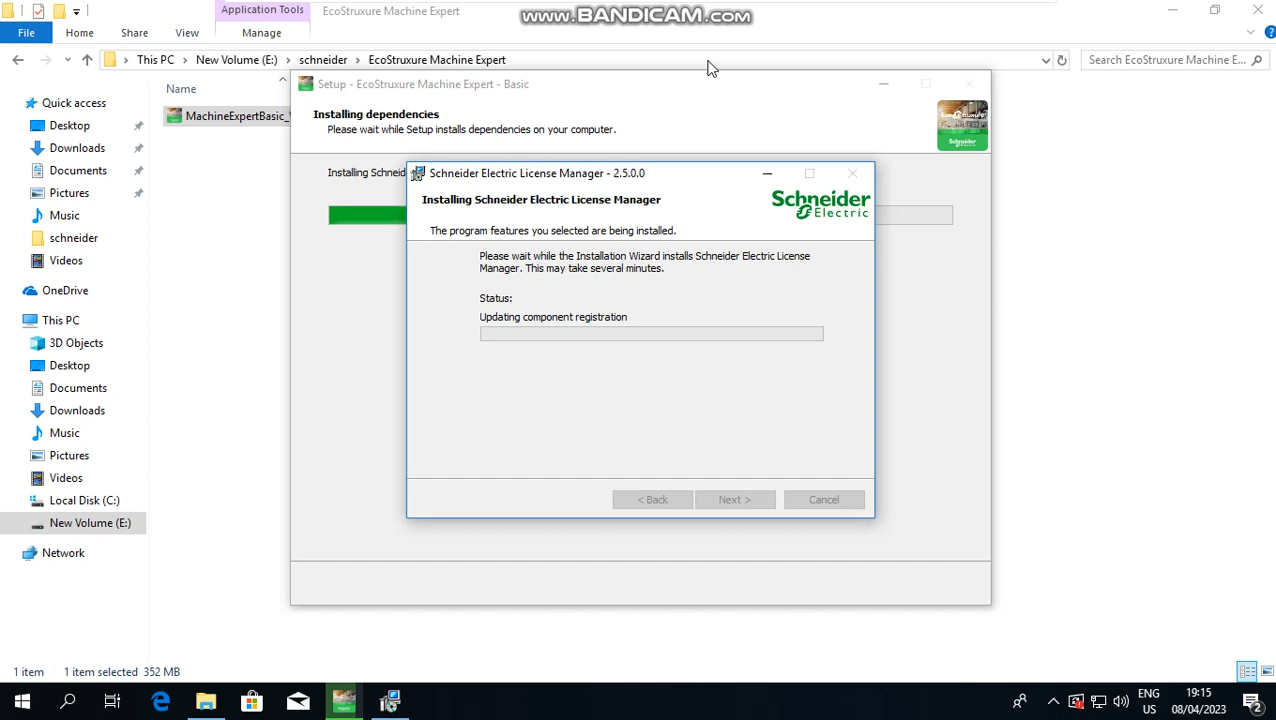 Application Tools
EcoStruxure Machine Expert
www.BANDICAM.com
File
Home
Share
View
Manage
This PC
New Volume (E:)
schneider
EcoStruxure Machine Expert
Search EcoStruxure Machine E...
Name
MachineExpertBasic_
Quick access
Desktop
Downloads
Documents
Pictures
Music
schneider
Videos
OneDrive
This PC
3D Objects
Desktop
Documents
Downloads
Music
Pictures
Videos
Local Disk (C:)
New Volume (E:)
Network
Setup - EcoStruxure Machine Expert - Basic
Installing dependencies
Please wait while Setup installs dependencies on your computer.
Schneider
Installing Schneid
Schneider Electric License Manager - 2.5.0.0
Installing Schneider Electric License Manager
Schneider
Electric
The program features you selected are being installed.
Please wait while the Installation Wizard installs Schneider Electric License
Manager. This may take several minutes.
Status:
Updating component registration
< Back
Next >
Cancel
1 item
1 item selected 352 MB
ENG
US
19:15
08/04/2023
2